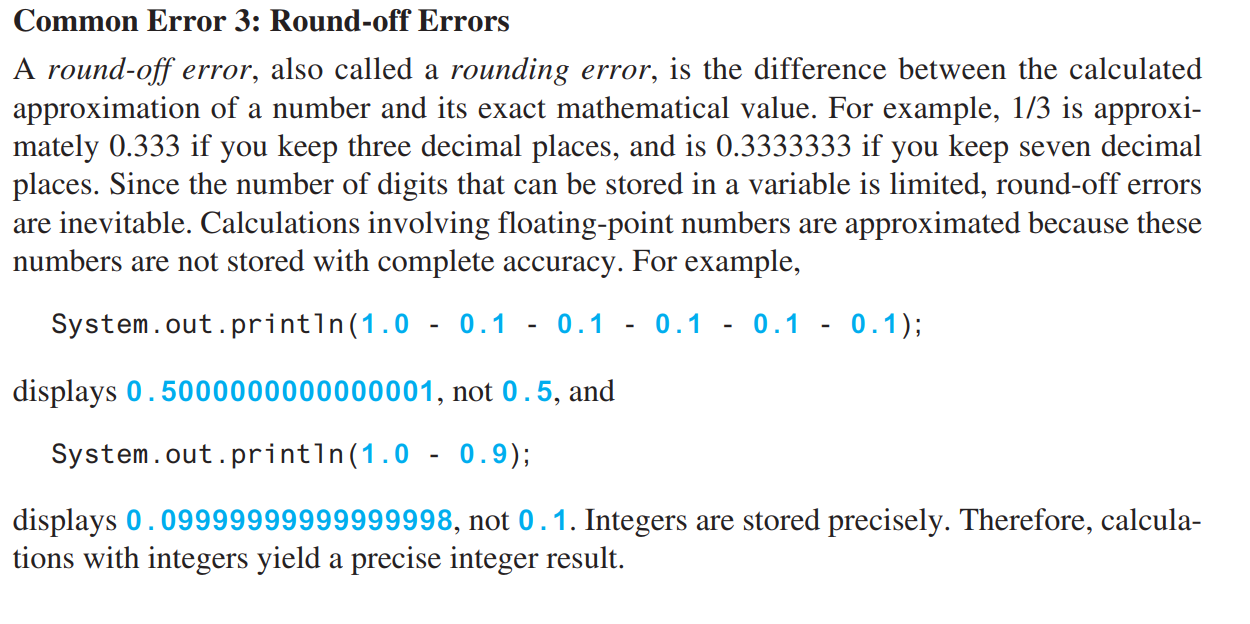 Common Error 3: Round-off Errors
A round-off error, also called a rounding error, is the difference between the calculated
approximation of a number and its exact mathematical value. For example, 1/3 is approxi-
mately 0.333 if you keep three decimal places, and is 0.3333333 if you keep seven decimal
places. Since the number of digits that can be stored in a variable is limited, round-off errors
are inevitable. Calculations involving floating-point numbers are approximated because these
numbers are not stored with complete accuracy. For example,
System.out.println(1.0 - 0.1 - 0.1 - 0.1 - 0.1 - 0.1);
displays 0.5000000000000001, not 0.5, and
System.out.println(1.0 - 0.9);
displays 0.09999999999999998, not 0.1. Integers are stored precisely. Therefore, calcula-
tions with integers yield a precise integer result.